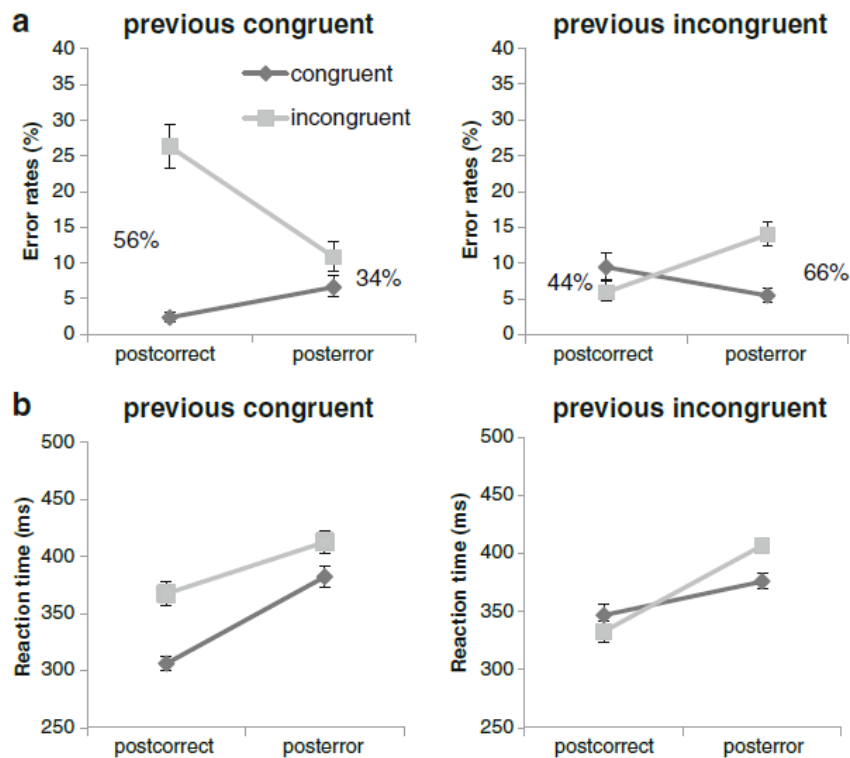 a previous congruent previous incongruent
40 40
congruent
35 35
30 incongruent 30
25 25
Error rates (%) Error rates (%)
20 20
15 15
56% 66%
10 34% 10 44%
5 5
0 0
postcorrect posterror postcorrect posterror
b previous congruent previous incongruent
500 500
450 450
400 400
Reaction time (ms) Reaction time (ms)
350 350
300 300
250 250
postcorrect posterror postcorrect posterror